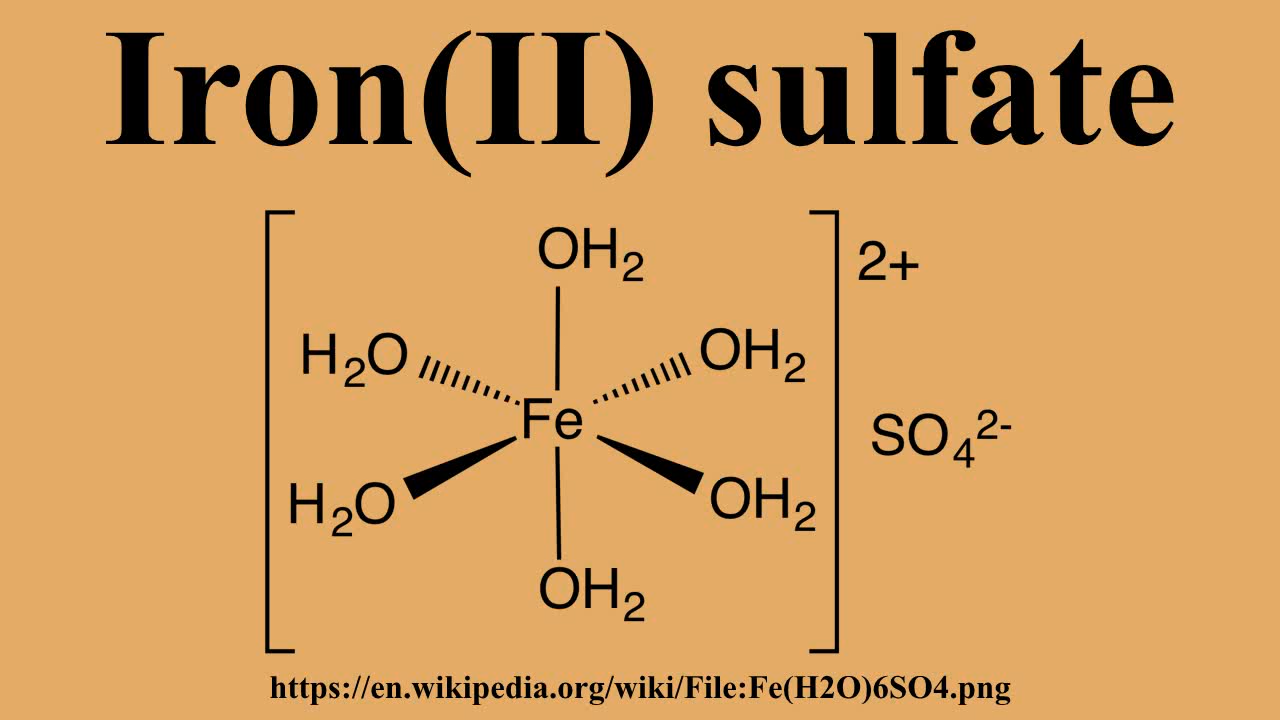 Iron(II) sulfate
OH₂
2+
H₂O
OH₂
Fe
SO₄²⁻
H₂O
OH₂
OH₂
https://en.wikipedia.org/wiki/File:Fe(H2O)6SO4.png